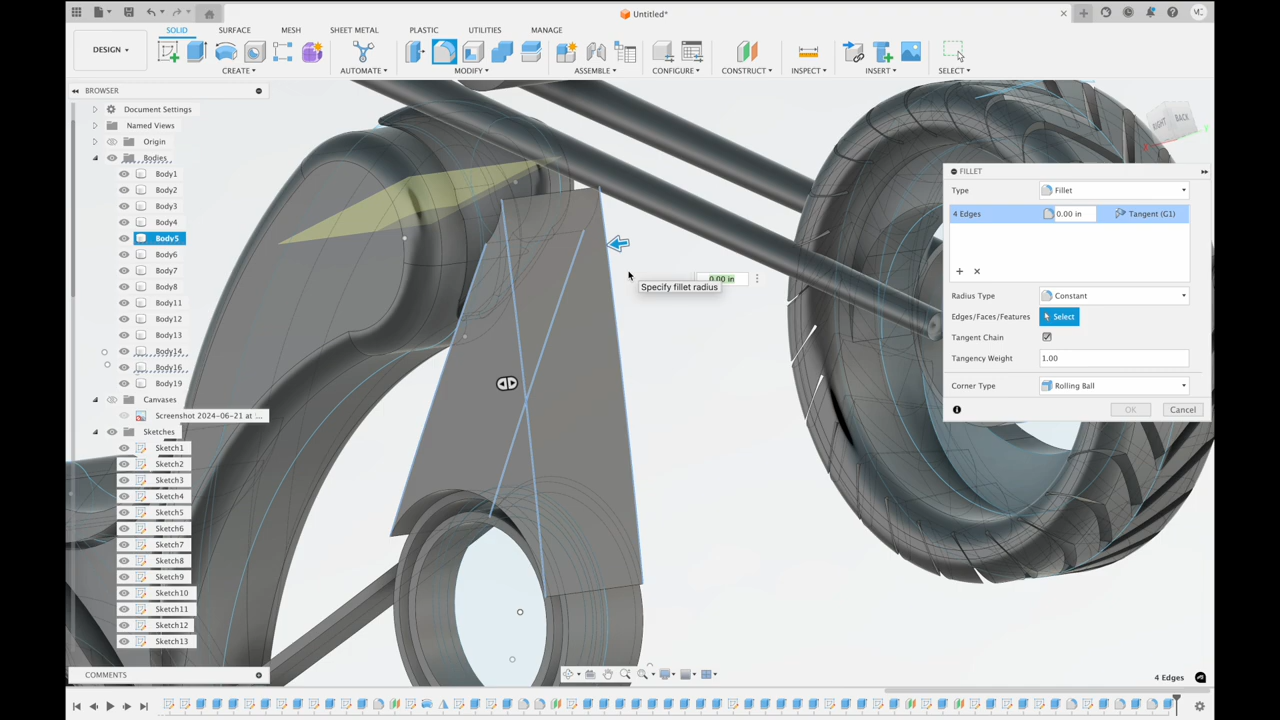 Untitled*
MC
DESIGN
SOLID
SURFACE
MESH
SHEET METAL
PLASTIC
UTILITIES
MANAGE
CREATE
AUTOMATE
MODIFY
ASSEMBLE
CONFIGURE
CONSTRUCT
INSPECT
INSERT
SELECT
BROWSER
Document Settings
Named Views
Origin
Bodies
Body1
Body2
Body3
Body4
Body5
Body6
Body7
Body8
Body11
Body12
Body13
Body14
Body16
Body19
Canvases
Screenshot 2024-06-21 at '...
Sketches
Sketch1
Sketch2
Sketch3
Sketch4
Sketch5
Sketch6
Sketch7
Sketch8
Sketch9
Sketch10
Sketch11
Sketch12
Sketch13
COMMENTS
RIGHT
BACK
0.00 in
Specify fillet radius
FILLET
Type
Fillet
4 Edges
0.00 in
Tangent (G1)
Radius Type
Constant
Edges/Faces/Features
Select
Tangent Chain
Tangency Weight
1.00
Corner Type
Rolling Ball
OK
Cancel
4 Edges